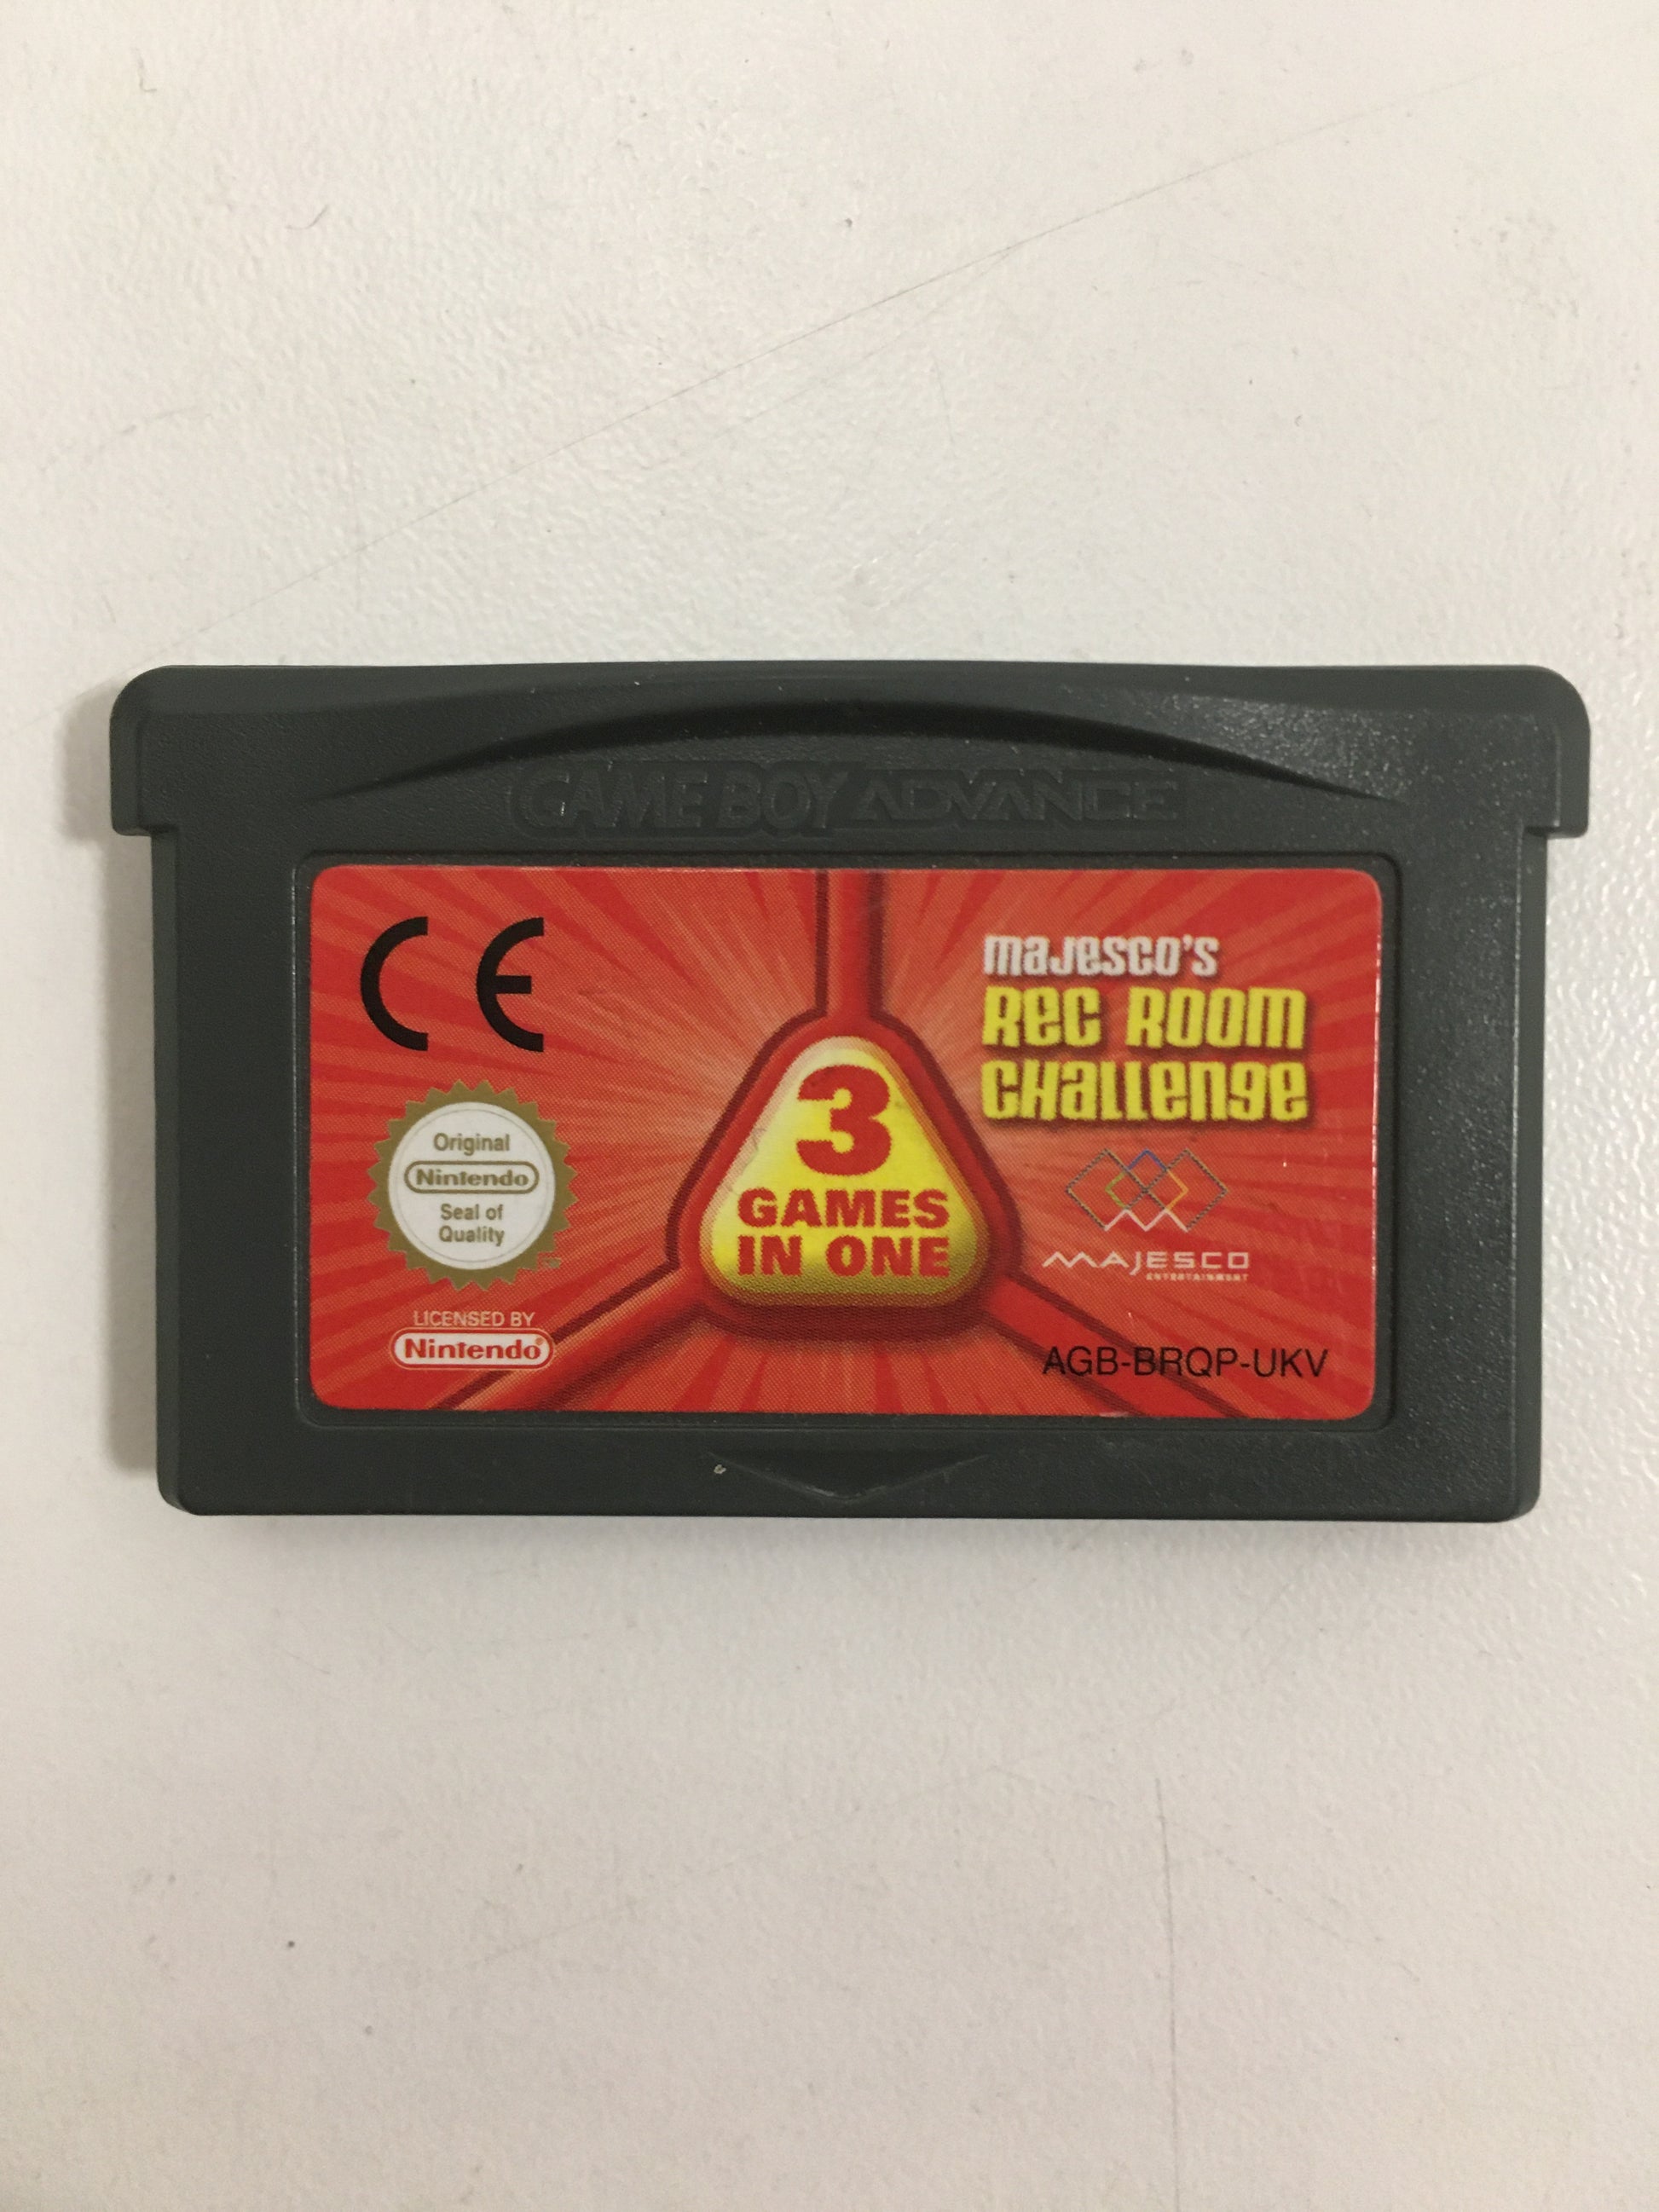 GAME BOY ADVANCE
CE
Original
Nintendo
Seal of
Quality
LICENSED BY
Nintendo®
3
GAMES
IN ONE
MAJESCO'S
REC ROOM
CHALLENGE
MAJESCO
ENTERTAINMENT
AGB-BRQP-UKV